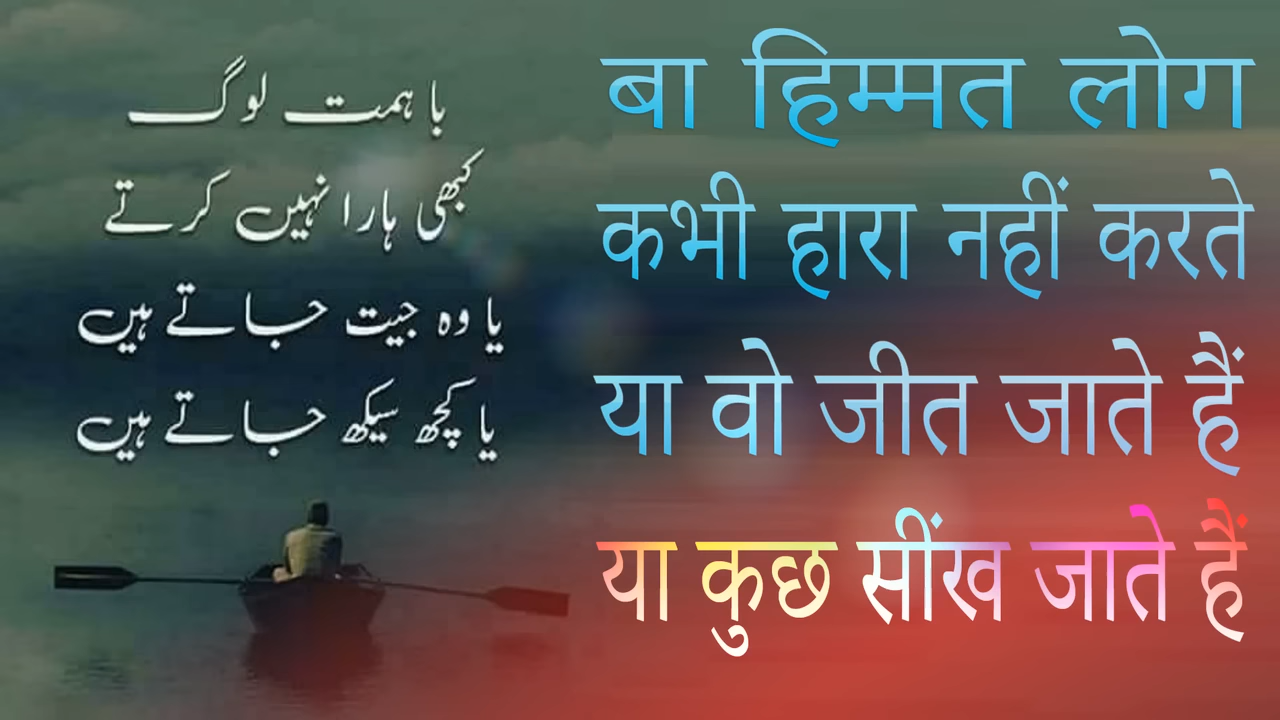 با ہمت لوگ
کبھی ہارا نہیں کرتے
یا وہ جیت جاتے ہیں
یا کچھ سیکھ جاتے ہیں
बा हिम्मत लोग
कभी हारा नहीं करते
या वो जीत जाते हैं
या कुछ सींख जाते हैं